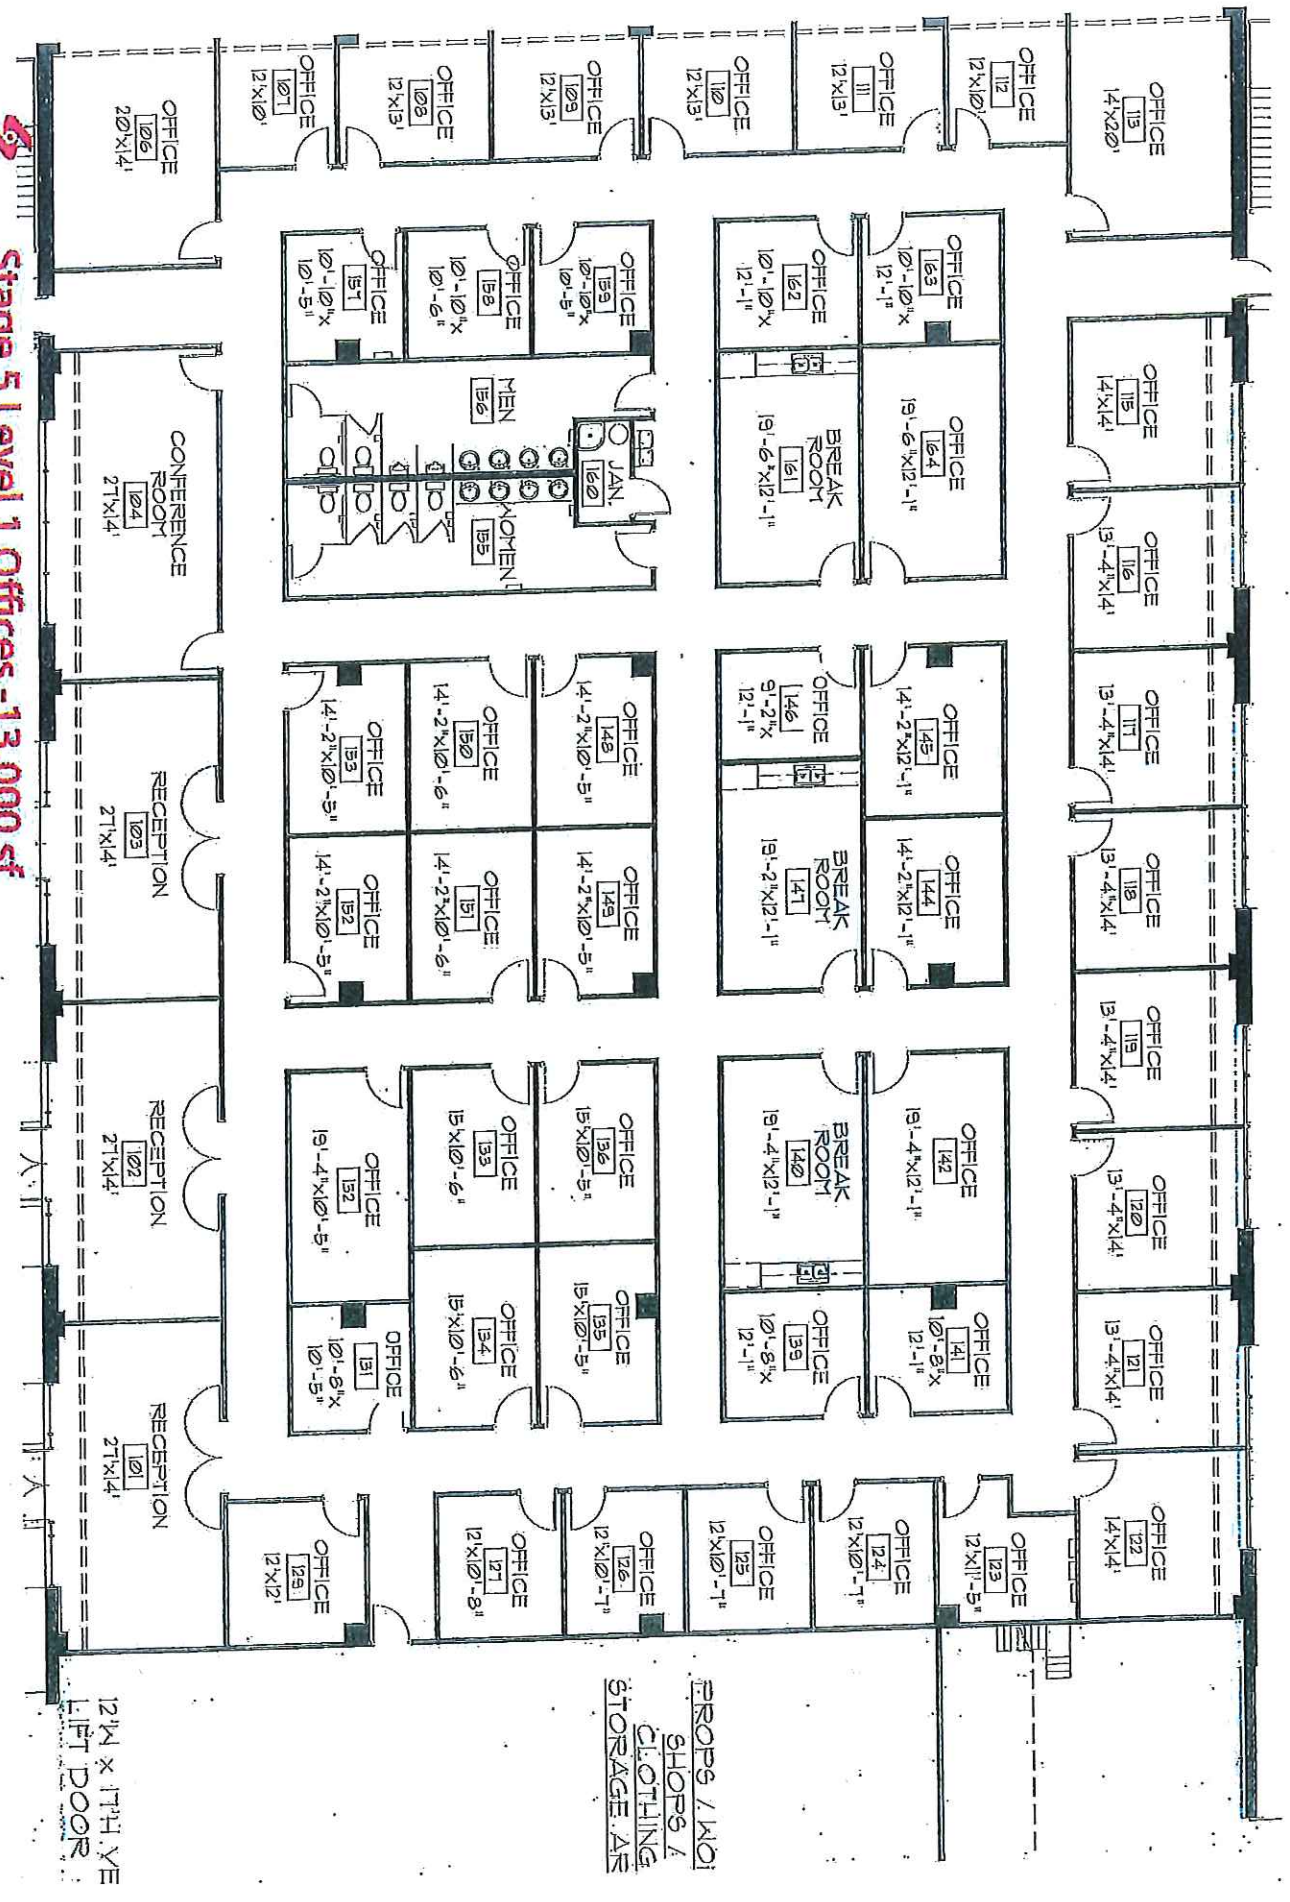 OFFICE
113
14'x20'
OFFICE
115
14'x14'
OFFICE
116
13'-4"x14'
OFFICE
117
13'-4"x14'
OFFICE
118
13'-4"x14'
OFFICE
119
13'-4"x14'
OFFICE
120
13'-4"x14'
OFFICE
121
13'-4"x14'
OFFICE
122
14'x14'
OFFICE
112
12'x10'
OFFICE
163
10'-10"x
12'-1"
OFFICE
164
19'-6"x12'-1"
OFFICE
145
14'-2"x12'-1"
OFFICE
144
14'-2"x12'-1"
OFFICE
142
19'-4"x12'-1"
OFFICE
141
10'-8"x
12'-1"
OFFICE
123
12'x11'-5"
OFFICE
111
12'x13'
OFFICE
162
10'-10"x
12'-1"
BREAK
ROOM
161
19'-6"x12'-1"
OFFICE
146
9'-2"x
12'-1"
BREAK
ROOM
147
19'-2"x12'-1"
BREAK
ROOM
140
19'-4"x12'-1"
OFFICE
139
10'-8"x
12'-1"
OFFICE
124
12'x10'-7"
OFFICE
110
12'x13'
OFFICE
125
12'x10'-7"
PROPS / WOI
SHOPS /
CLOTHING
STORAGE AR
OFFICE
109
12'x13'
OFFICE
159
10'-10"x
10'-5"
JAN.
160
OFFICE
148
14'-2"x10'-5"
OFFICE
149
14'-2"x10'-5"
OFFICE
136
15'x10'-5"
OFFICE
135
15'x10'-5"
OFFICE
126
12'x10'-7"
OFFICE
108
12'x13'
OFFICE
158
10'-10"x
10'-6"
MEN
156
WOMEN
155
OFFICE
150
14'-2"x10'-6"
OFFICE
151
14'-2"x10'-6"
OFFICE
133
15'x10'-6"
OFFICE
134
15'x10'-6"
OFFICE
127
12'x10'-8"
OFFICE
107
12'x10'
OFFICE
157
10'-10"x
10'-5"
OFFICE
153
14'-2"x10'-5"
OFFICE
152
14'-2"x10'-5"
OFFICE
132
19'-4"x10'-5"
OFFICE
131
10'-8"x
10'-5"
OFFICE
129
12'x12'
OFFICE
106
20'x14'
CONFERENCE
ROOM
104
27'x14'
RECEPTION
103
27'x14'
RECEPTION
102
27'x14'
RECEPTION
101
27'x14'
12'W x 17'H VE
LIFT DOOR
Stage 5 Level 1 Offices - 13,000 sf